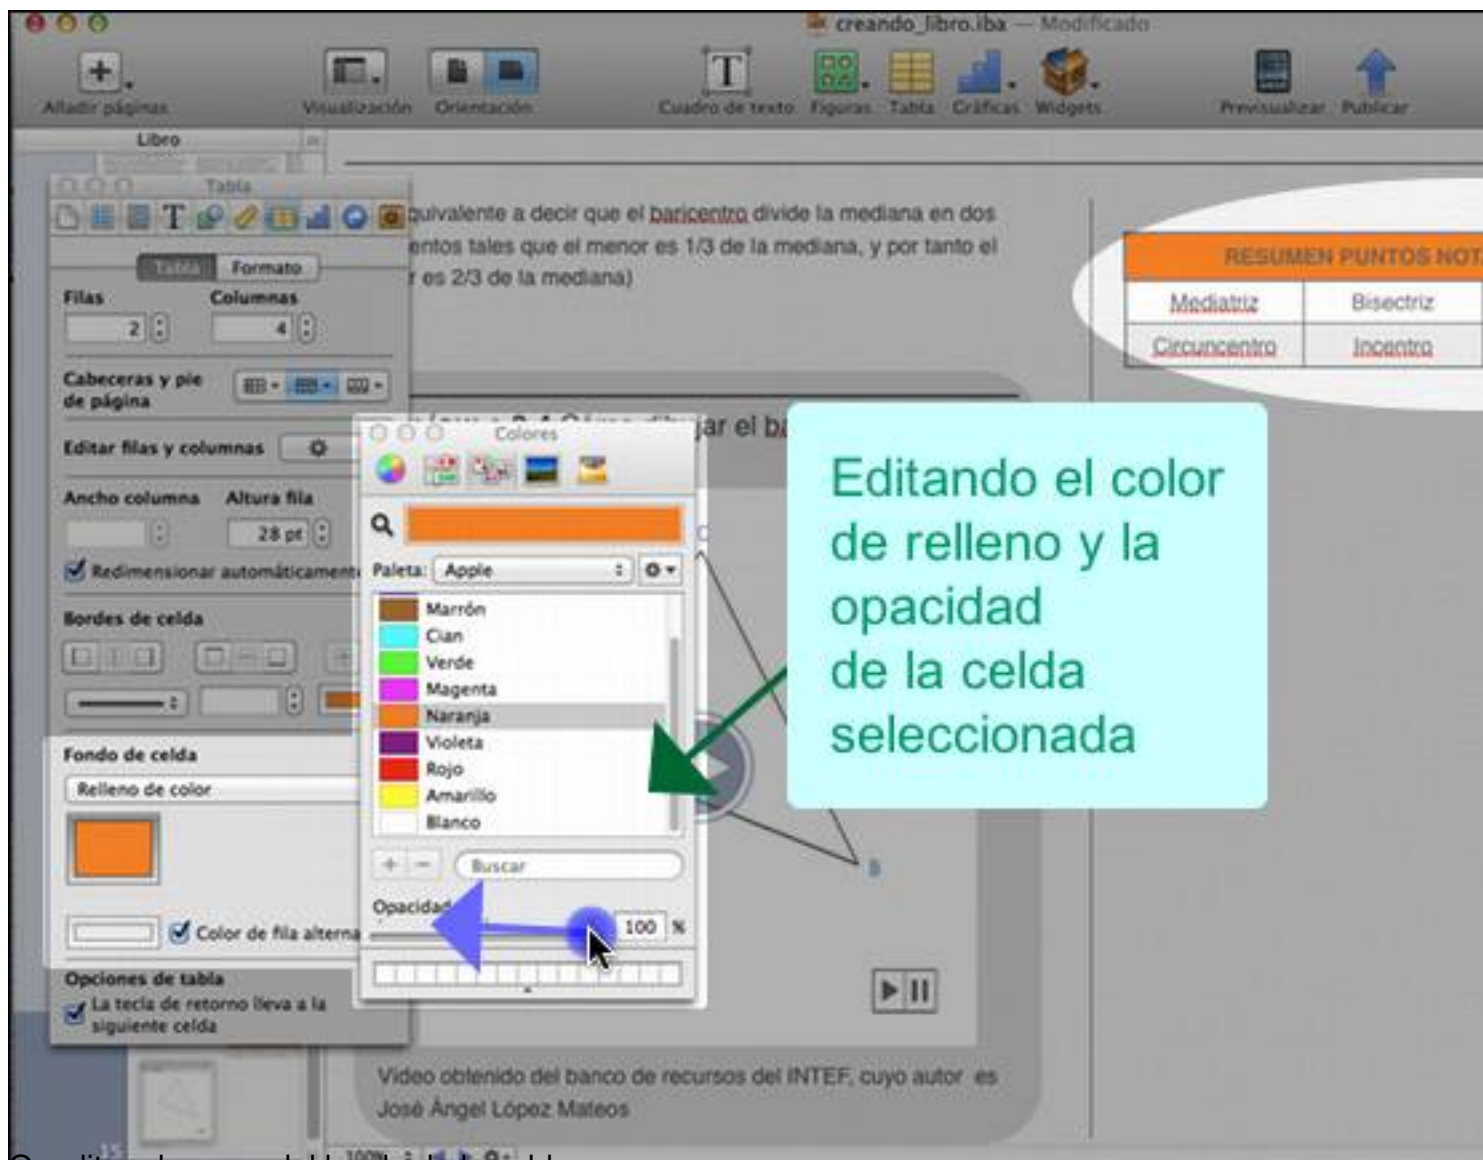 creando_libro.iba — Modificado
Añadir páginas
Visualización
Orientación
Cuadro de texto
Figuras
Tabla
Gráficas
Widgets
Previsualizar
Publicar
Libro
Tabla
Tabla
Formato
Filas
Columnas
2
4
Cabeceras y pie
de página
Editar filas y columnas
Ancho columna
Altura fila
28 pt
Redimensionar automáticamente
Bordes de celda
Fondo de celda
Relleno de color
Color de fila alterna
Opciones de tabla
La tecla de retorno lleva a la
siguiente celda
quivalente a decir que el baricentro divide la mediana en dos
entos tales que el menor es 1/3 de la mediana, y por tanto el
r es 2/3 de la mediana)
RESUMEN PUNTOS NOT
Mediatriz
Bisectriz
Circuncentro
Incentro
dibujar el ba
Colores
Paleta:
Apple
Marrón
Cian
Verde
Magenta
Naranja
Violeta
Rojo
Amarillo
Blanco
Buscar
Opacidad
100 %
Editando el color
de relleno y la
opacidad
de la celda
seleccionada
C
B
Video obtenido del banco de recursos del INTEF, cuyo autor es
José Ángel López Mateos
15
100%